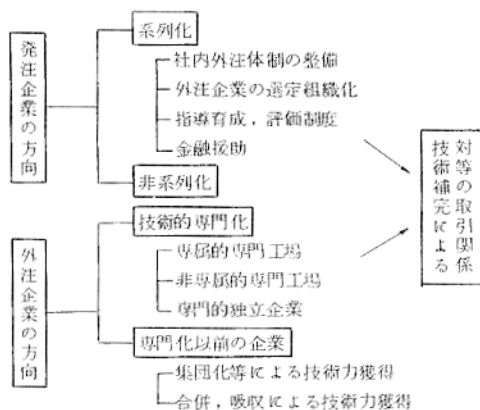 発注企業の方向
系列化
社内外注体制の整備
外注企業の選定組織化
指導育成，評価制度
金融援助
非系列化
外注企業の方向
技術的専門化
専属的専門工場
非専属的専門工場
専門的独立企業
専門化以前の企業
集団化等による技術力獲得
合併，吸収による技術力獲得
技術補完による
対等の取引関係